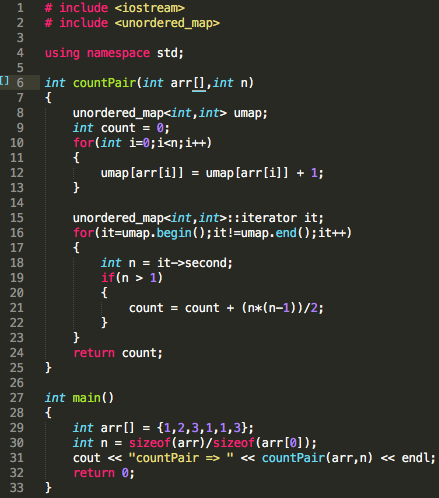 1 # include <iostream>
2 # include <unordered_map>
3
4 using namespace std;
5
[] 6 int countPair(int arr[],int n)
7 {
8     unordered_map<int,int> umap;
9     int count = 0;
10     for(int i=0;i<n;i++)
11     {
12         umap[arr[i]] = umap[arr[i]] + 1;
13     }
14
15     unordered_map<int,int>::iterator it;
16     for(it=umap.begin();it!=umap.end();it++)
17     {
18         int n = it->second;
19         if(n > 1)
20         {
21             count = count + (n*(n-1))/2;
22         }
23     }
24     return count;
25 }
26
27 int main()
28 {
29     int arr[] = {1,2,3,1,1,3};
30     int n = sizeof(arr)/sizeof(arr[0]);
31     cout << "countPair => " << countPair(arr,n) << endl;
32     return 0;
33 }